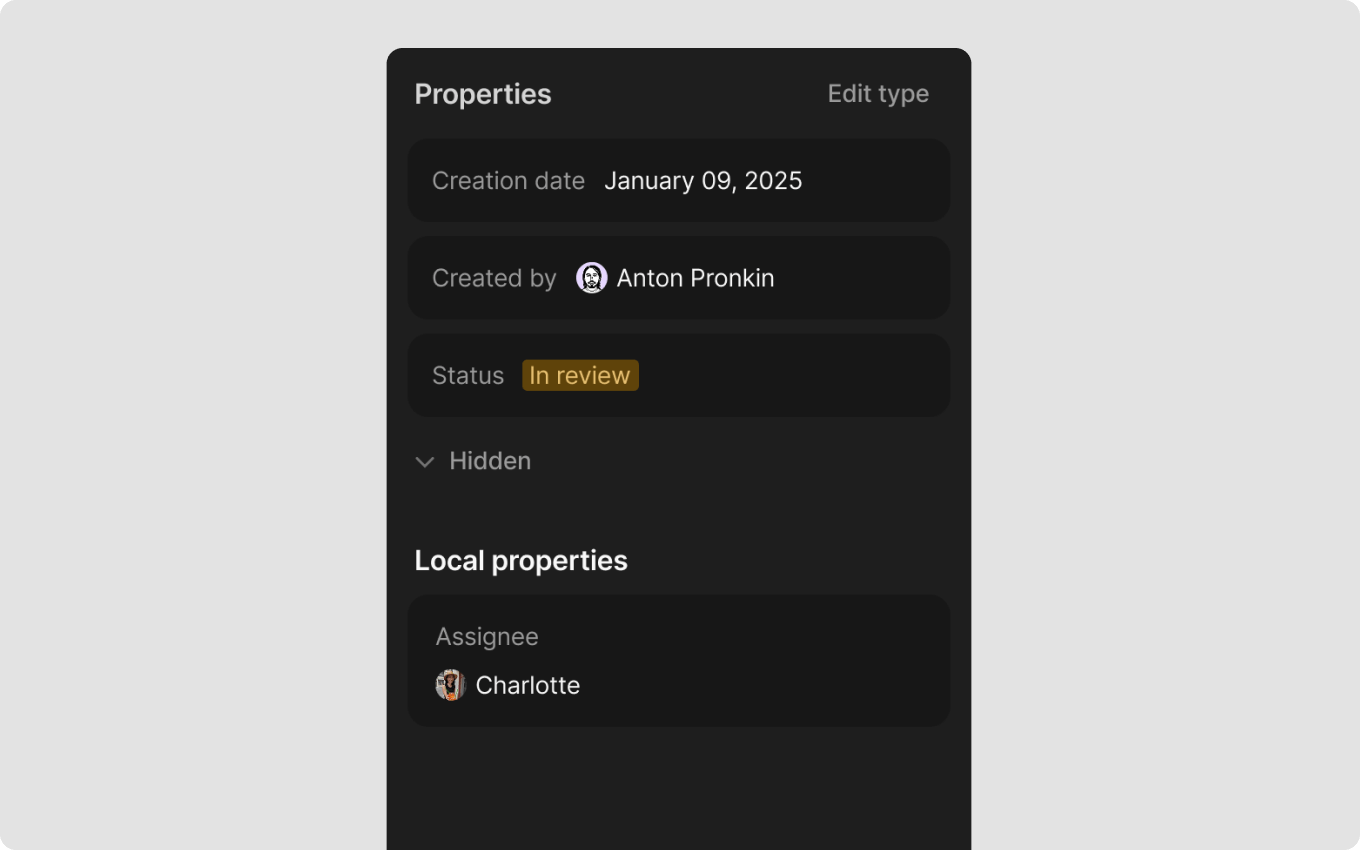 Properties Edit type
Creation date January 09, 2025
Created by Anton Pronkin
Status In review
Hidden
Local properties
Assignee
Charlotte